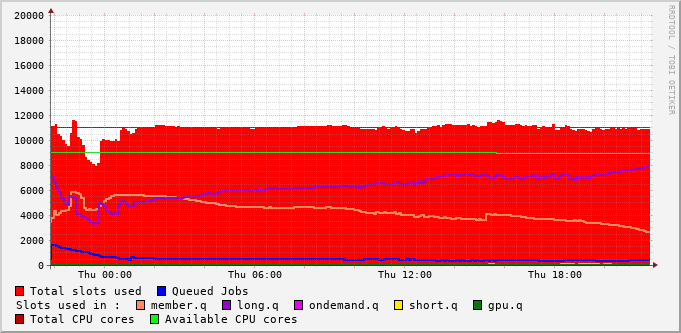 RRDTOOL / TOBI OETIKER
20000
18000
16000
14000
12000
10000
8000
6000
4000
2000
0
Thu 00:00 Thu 06:00 Thu 12:00 Thu 18:00
Total slots used Queued Jobs
Slots used in : member.q long.q ondemand.q short.q gpu.q
Total CPU cores Available CPU cores